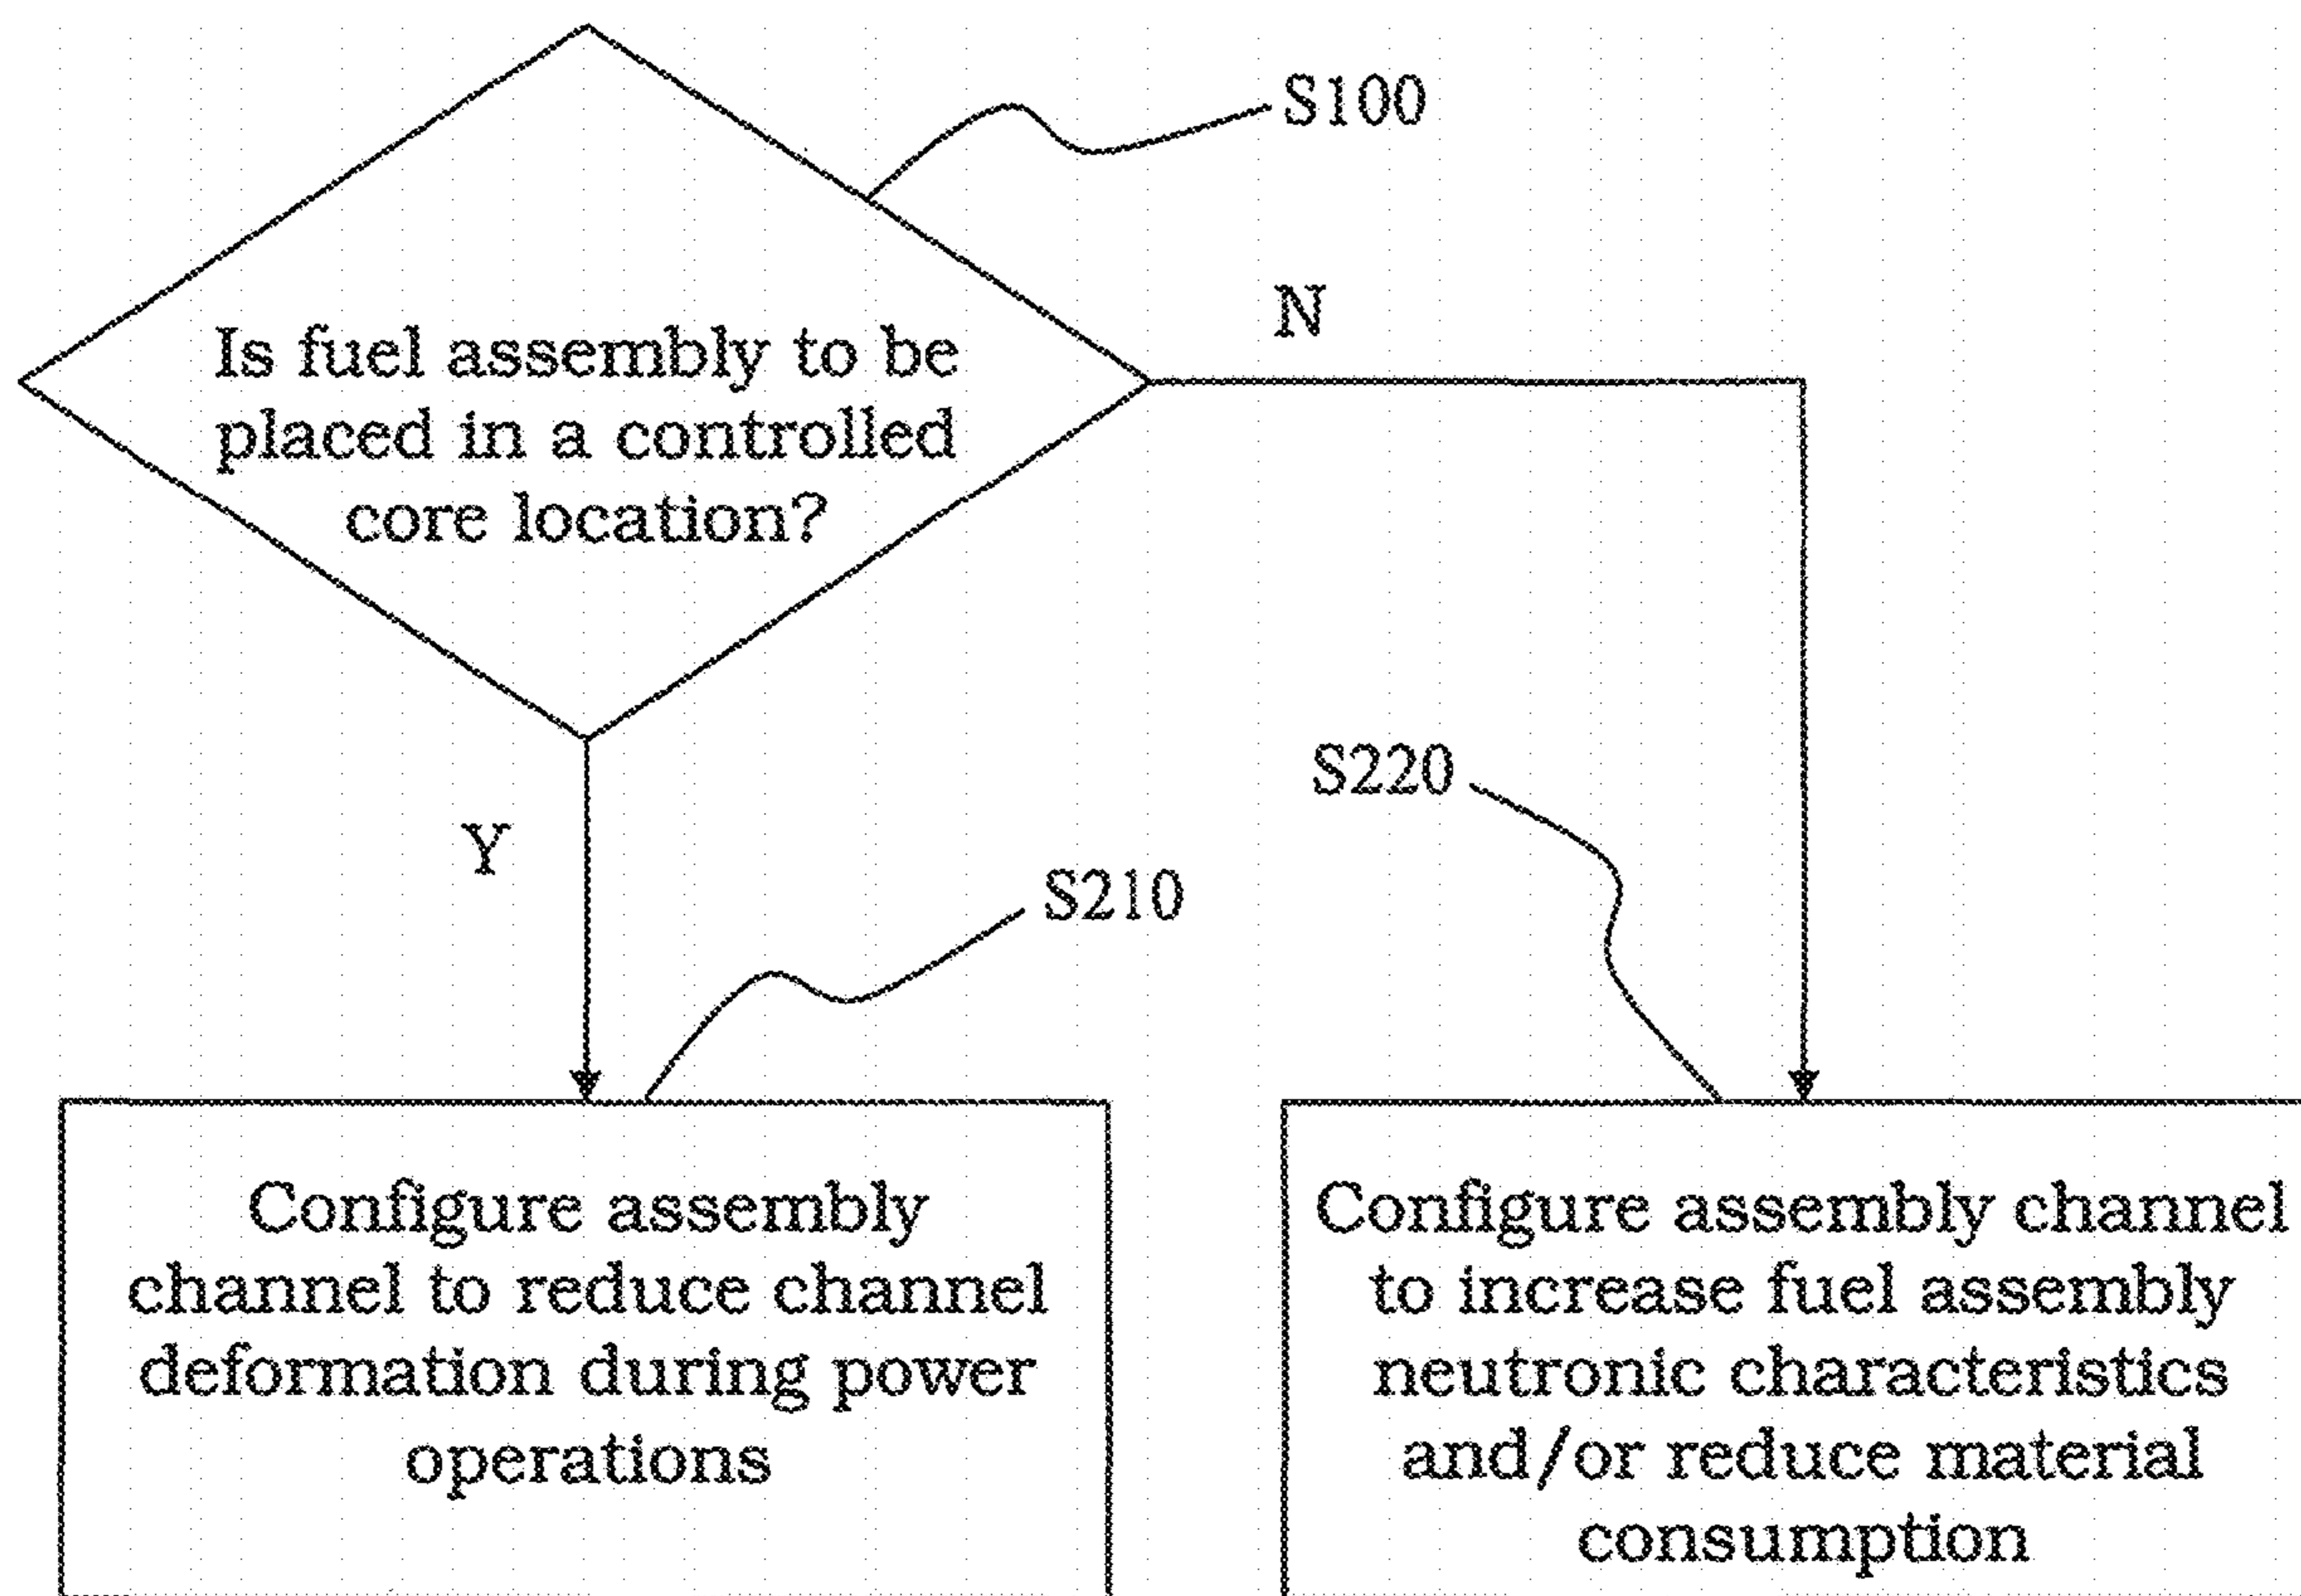 S100
N
Is fuel assembly to be
placed in a controlled
core location?
S220
Y
S210
Configure assembly
channel to reduce channel
deformation during power
operations
Configure assembly channel
to increase fuel assembly
neutronic characteristics
and/or reduce material
consumption